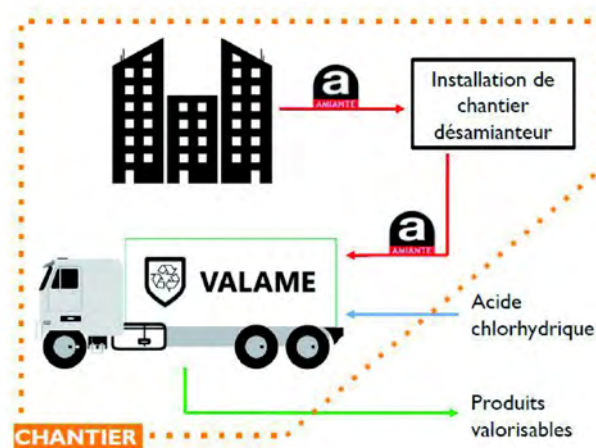 a
AMIANTE
Installation de
chantier
désamianteur
a
AMIANTE
VALAME
Acide
chlorhydrique
Produits
valorisables
CHANTIER